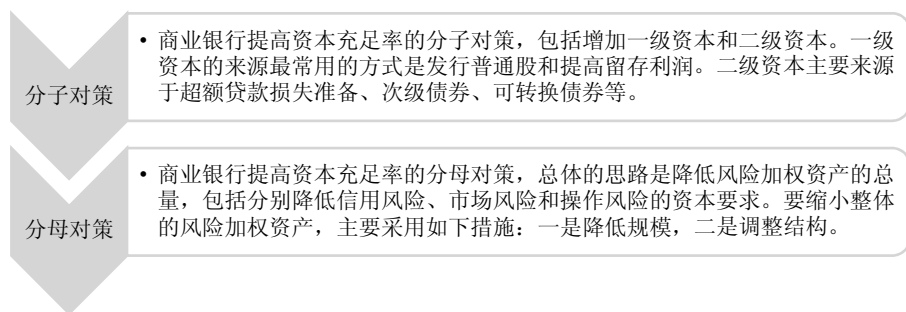 分子对策
• 商业银行提高资本充足率的分子对策，包括增加一级资本和二级资本。一级
资本的来源最常用的方式是发行普通股和提高留存利润。二级资本主要来源
于超额贷款损失准备、次级债券、可转换债券等。
分母对策
• 商业银行提高资本充足率的分母对策，总体的思路是降低风险加权资产的总
量，包括分别降低信用风险、市场风险和操作风险的资本要求。要缩小整体
的风险加权资产，主要采用如下措施：一是降低规模，二是调整结构。